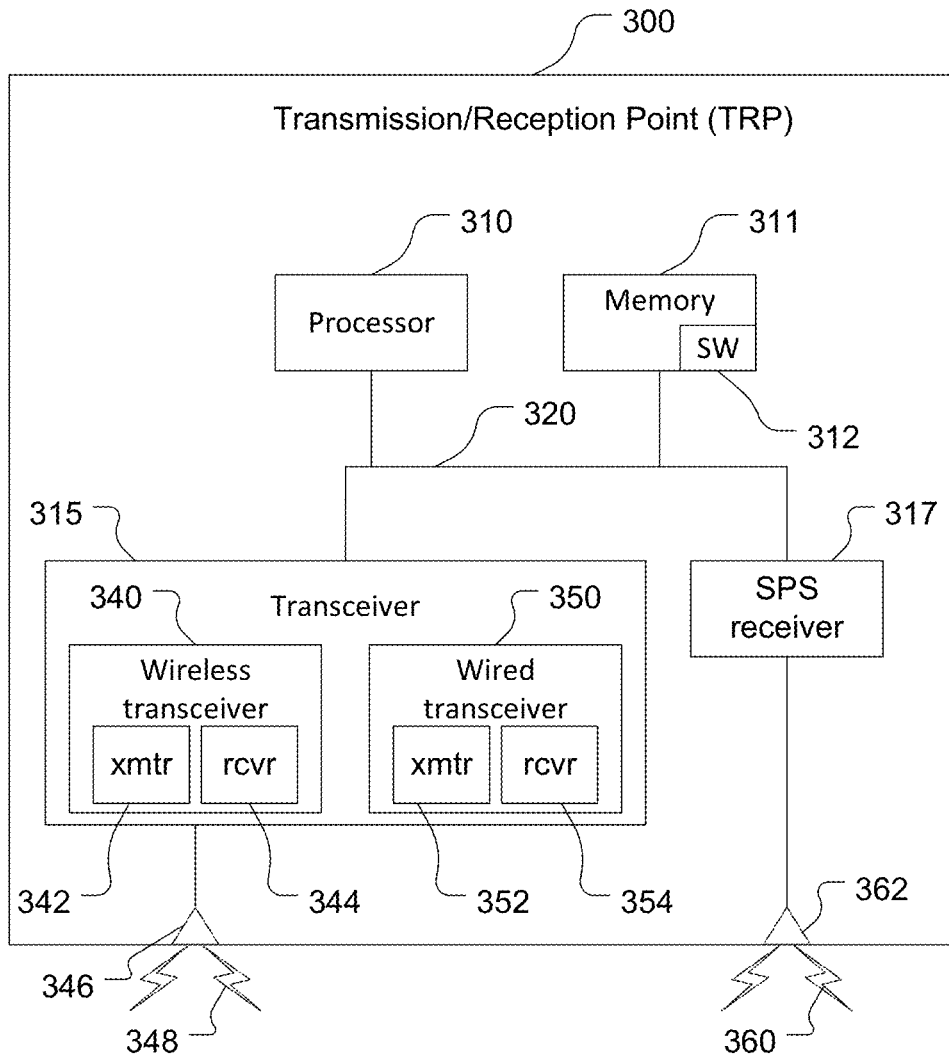 300
Transmission/Reception Point (TRP)
310
311
Processor
Memory
SW
320
312
315
317
340
Transceiver
350
SPS
receiver
Wireless
transceiver
Wired
transceiver
xmtr
rcvr
xmtr
rcvr
342
344
352
354
362
346
348
360